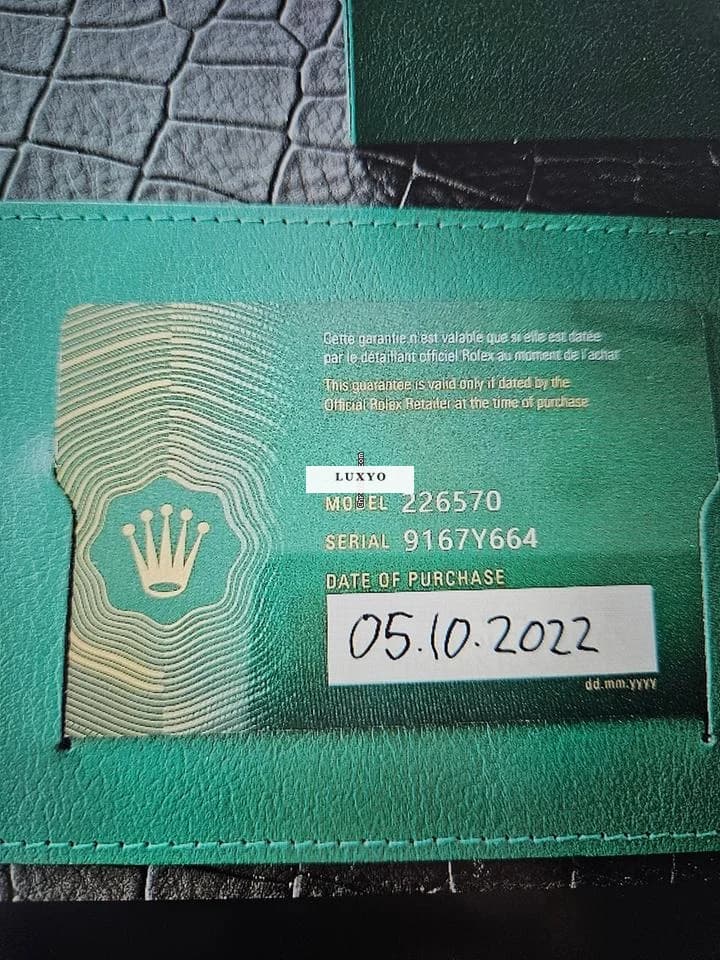 Cette garantie n'est valable que si elle est datée
par le détaillant officiel Rolex au moment de l'achat
This guarantee is valid only if dated by the
Official Rolex Retailer at the time of purchase
LUXYO
MODEL 226570
SERIAL 9167Y664
DATE OF PURCHASE
05.10.2022
dd.mm.yyyy